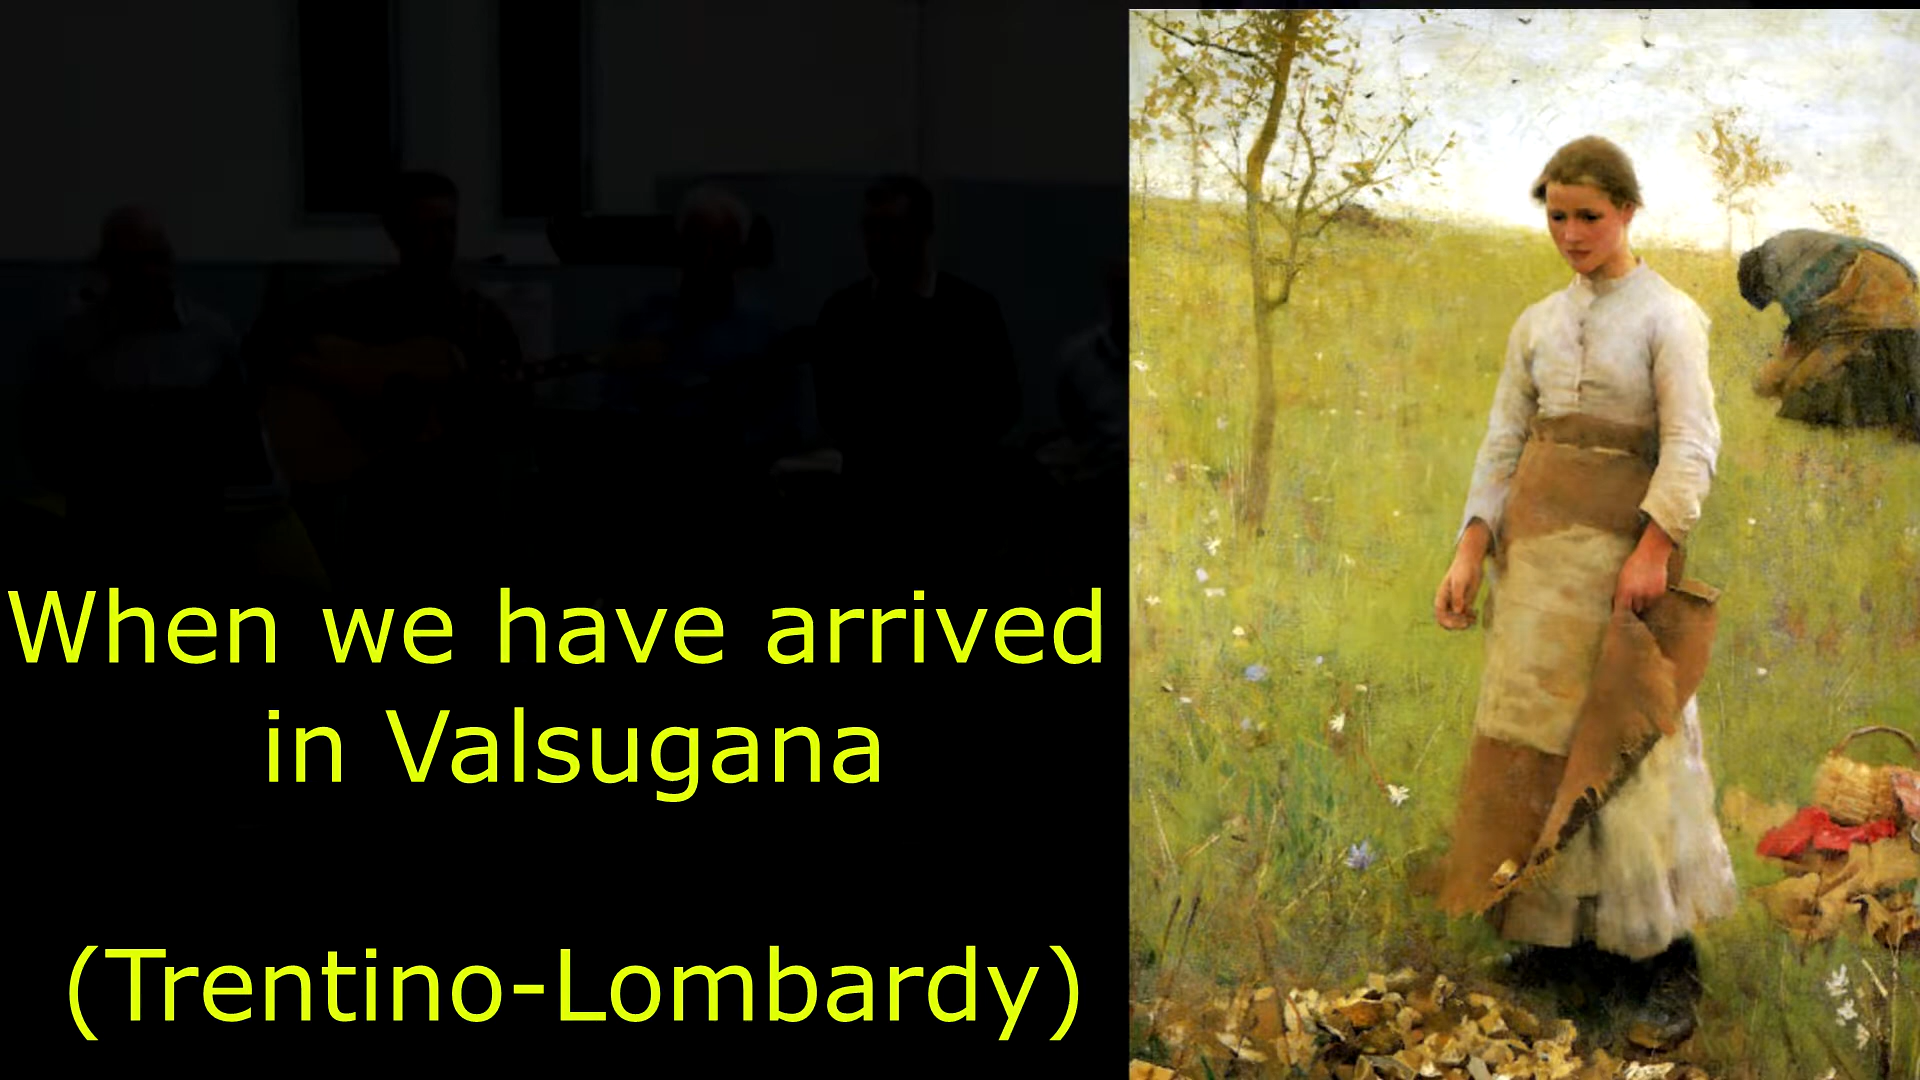 When we have arrived
in Valsugana
(Trentino-Lombardy)